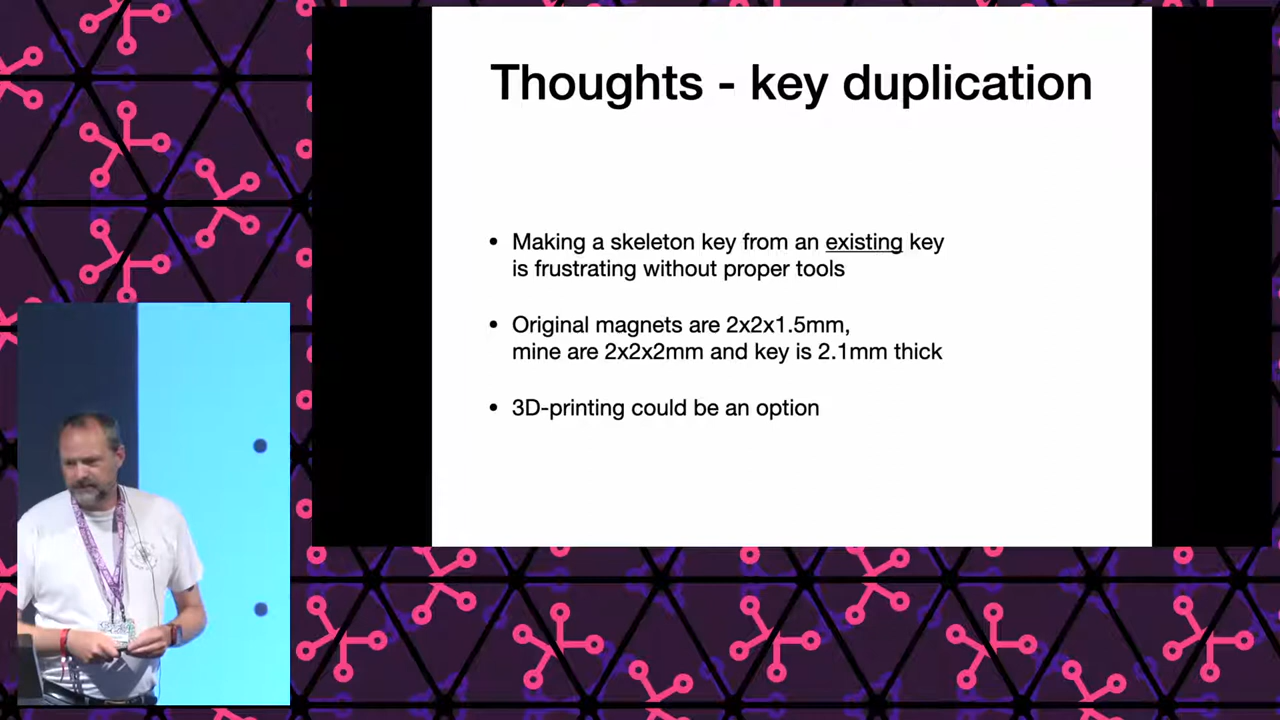 Thoughts - key duplication
• Making a skeleton key from an existing key
is frustrating without proper tools
• Original magnets are 2x2x1.5mm,
mine are 2x2x2mm and key is 2.1mm thick
• 3D-printing could be an option